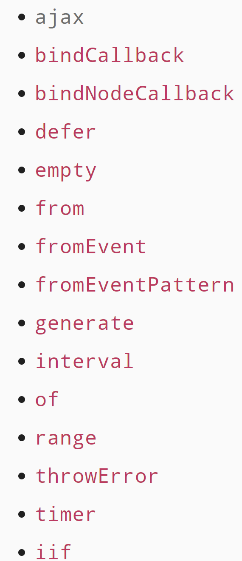 ajax
bindCallback
bindNodeCallback
defer
empty
from
fromEvent
fromEventPattern
generate
interval
of
range
throwError
timer
iif